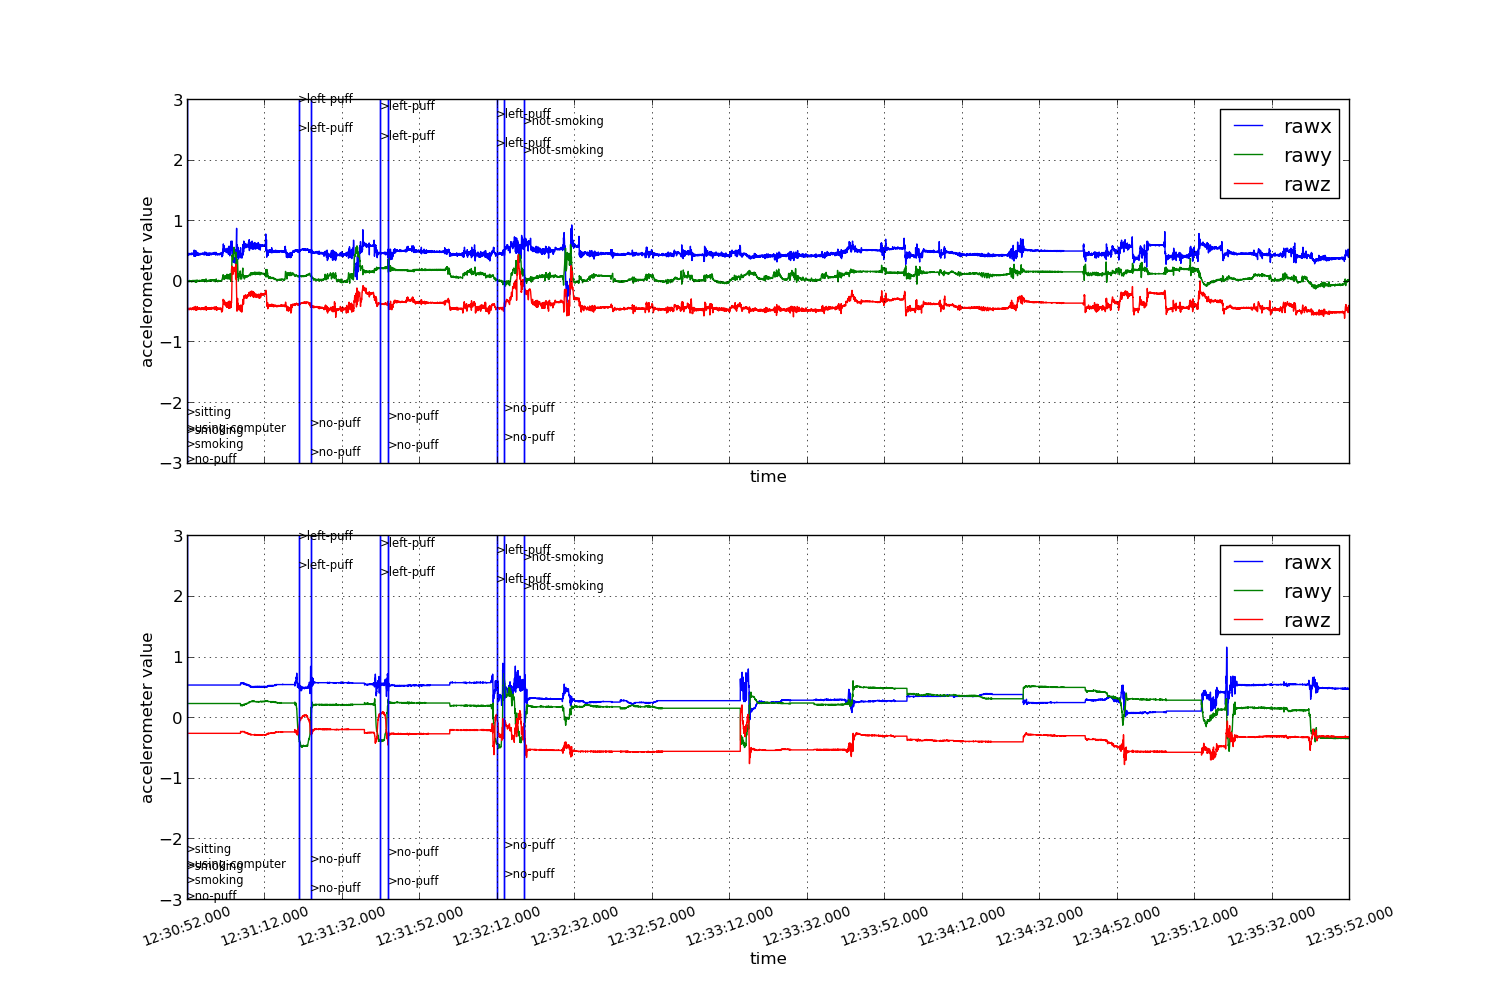 3
2
1
0
−1
−2
−3
accelerometer value
>left-puff
>left-puff
>left-puff
>left-puff
>left-puff
>not-smoking
>left-puff
>not-smoking
rawx
rawy
rawz
>sitting
>using-computer
>smoking
>smoking
>no-puff
>no-puff
>no-puff
>no-puff
>no-puff
>no-puff
>no-puff
time
3
2
1
0
−1
−2
−3
accelerometer value
>left-puff
>left-puff
>left-puff
>left-puff
>left-puff
>not-smoking
>left-puff
>not-smoking
rawx
rawy
rawz
>sitting
>using-computer
>smoking
>smoking
>no-puff
>no-puff
>no-puff
>no-puff
>no-puff
>no-puff
>no-puff
12:30:52.000
12:31:12.000
12:31:32.000
12:31:52.000
12:32:12.000
12:32:32.000
12:32:52.000
12:33:12.000
12:33:32.000
12:33:52.000
12:34:12.000
12:34:32.000
12:34:52.000
12:35:12.000
12:35:32.000
12:35:52.000
time